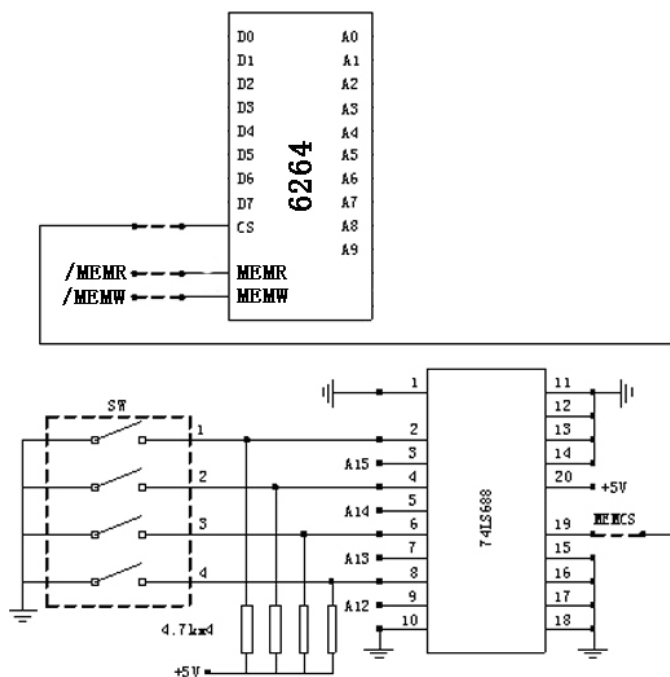 D0 A0
D1 A1
D2 A2
D3 A3
D4 A4
D5 A5
D6 A6
D7 A7
CS A8
A9
6264
/MEMR MEMR
/MEMW MEMW
SW
1
2
3
4
4.7k×4
+5V
A15
A14
A13
A12
1 11
2 12
3 13
4 14
5 20
6 19
7 15
8 16
9 17
10 18
74LS688
+5V
MEMCS